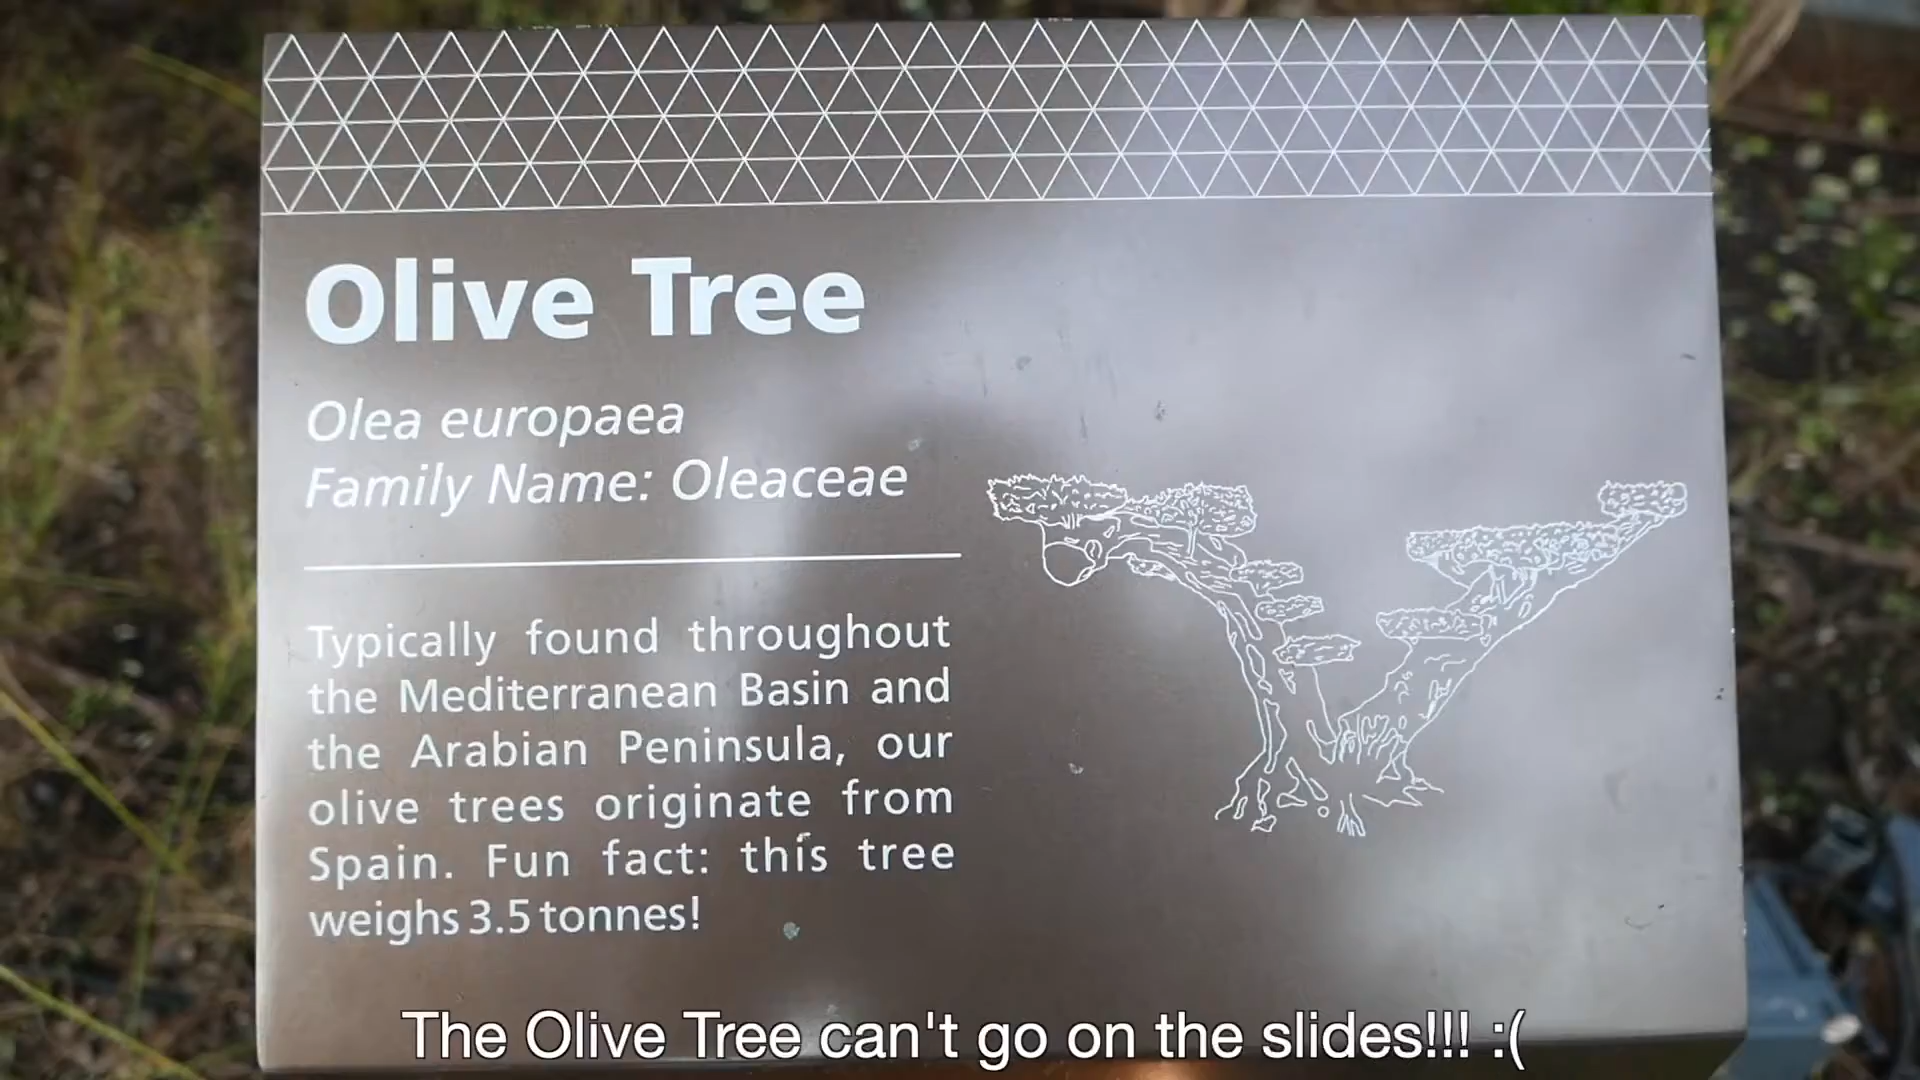 Olive Tree
Olea europaea
Family Name: Oleaceae
Typically found throughout
the Mediterranean Basin and
the Arabian Peninsula, our
olive trees originate from
Spain. Fun fact: this tree
weighs 3.5 tonnes!
The Olive Tree can't go on the slides!!! :(